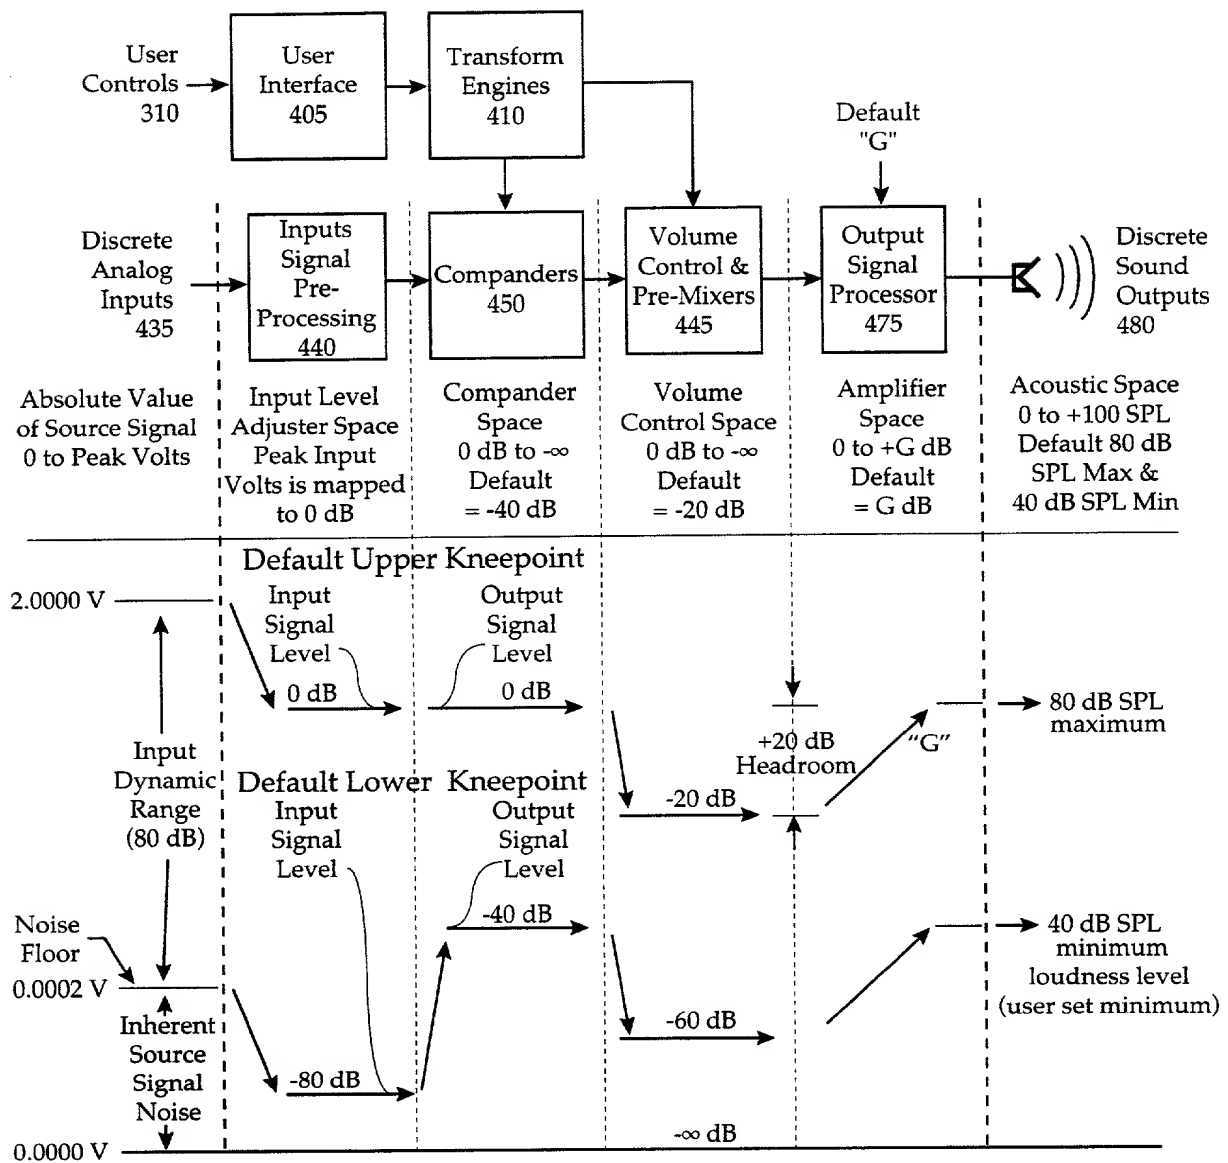 User
Controls
310
User
Interface
405
Transform
Engines
410
Default
"G"
Discrete
Analog
Inputs
435
Inputs
Signal
Pre-
Processing
440
Companders
450
Volume
Control &
Pre-Mixers
445
Output
Signal
Processor
475
Discrete
Sound
Outputs
480
Absolute Value
of Source Signal
0 to Peak Volts
Input Level
Adjuster Space
Peak Input
Volts is mapped
to 0 dB
Compander
Space
0 dB to -∞
Default
= -40 dB
Volume
Control Space
0 dB to -∞
Default
= -20 dB
Amplifier
Space
0 to +G dB
Default
= G dB
Acoustic Space
0 to +100 SPL
Default 80 dB
SPL Max &
40 dB SPL Min
Default Upper Kneepoint
2.0000 V
Input
Signal
Level
0 dB
Output
Signal
Level
0 dB
80 dB SPL
maximum
+20 dB
Headroom
"G"
Input
Dynamic
Range
(80 dB)
Default Lower Kneepoint
Input
Signal
Level
Output
Signal
Level
-20 dB
-40 dB
Noise
Floor
0.0002 V
40 dB SPL
minimum
loudness level
(user set minimum)
Inherent
Source
Signal
Noise
-80 dB
-60 dB
0.0000 V
-∞ dB